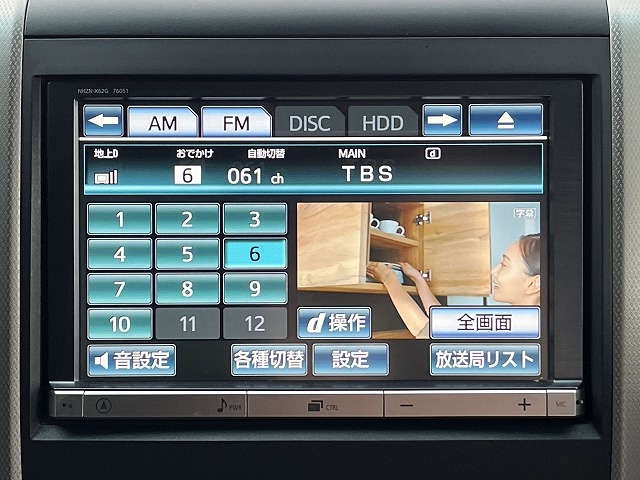 NHZN-X62G 76051
AM FM DISC HDD
地上D おでかけ 自動切替 MAIN d
6 061 ch TBS
1 2 3
[字幕]
4 5 6
7 8 9
10 11 12 d操作 全画面
音設定 各種切替 設定 放送局リスト
PWR CTRL − + MIC